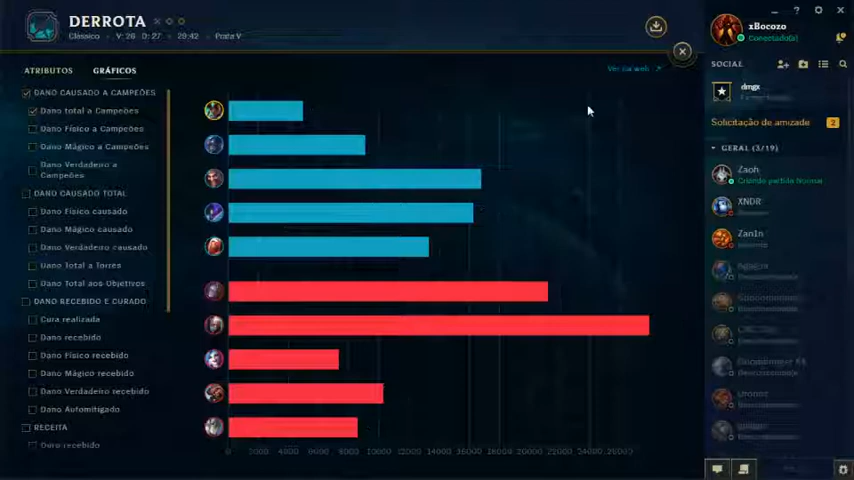 DERROTA
Clássico • V: 26 D: 27 • 29:42 • Prata V
ATRIBUTOS GRÁFICOS
Ver na web
DANO CAUSADO A CAMPEÕES
Dano total a Campeões
Dano Físico a Campeões
Dano Mágico a Campeões
Dano Verdadeiro a
Campeões
DANO CAUSADO TOTAL
Dano Físico causado
Dano Mágico causado
Dano Verdadeiro causado
Dano Total a Torres
Dano Total aos Objetivos
DANO RECEBIDO E CURADO
Cura realizada
Dano recebido
Dano Físico recebido
Dano Mágico recebido
Dano Verdadeiro recebido
Dano Automitigado
RECEITA
Ouro recebido
0 2000 4000 6000 8000 10000 12000 14000 16000 18000 20000 22000 24000 26000
xBocozo
Conectado(a)
SOCIAL
dmgx
Solicitação de amizade 2
GERAL (3/19)
Zaoh
Criando partida Normal
XNDR
Zan1n